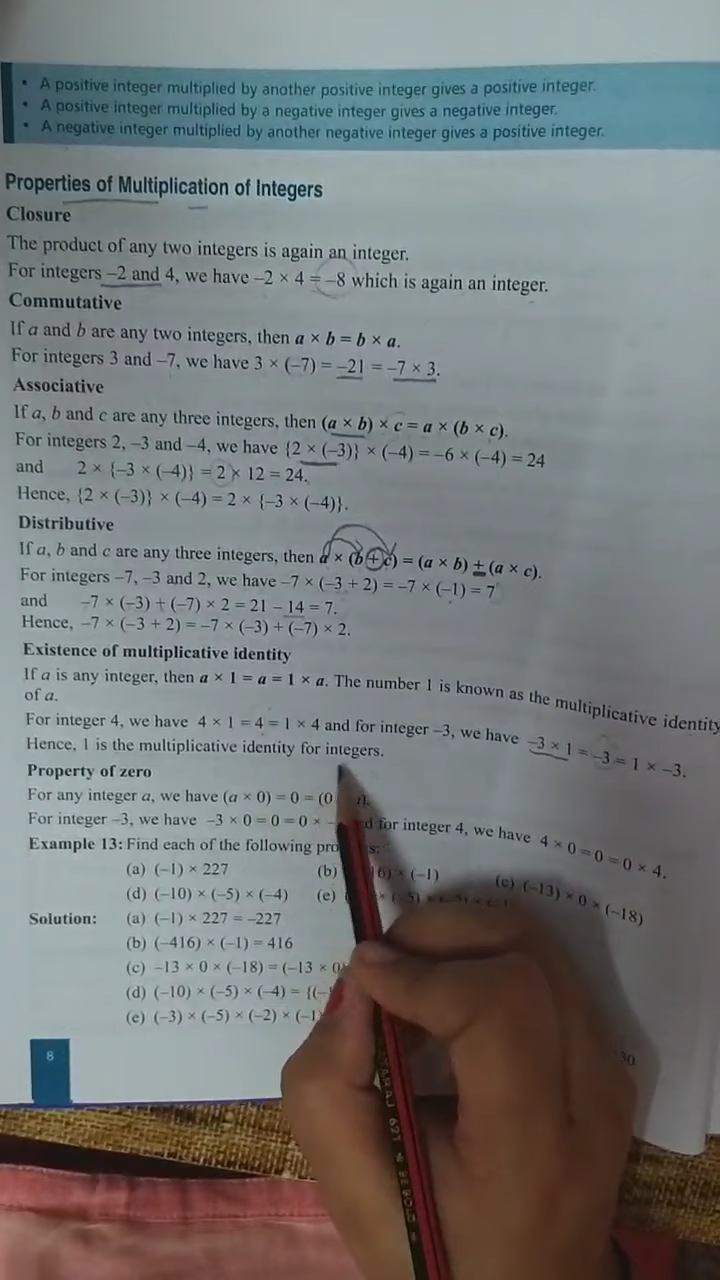 • A positive integer multiplied by another positive integer gives a positive integer.
• A positive integer multiplied by a negative integer gives a negative integer.
• A negative integer multiplied by another negative integer gives a positive integer.
Properties of Multiplication of Integers
Closure
The product of any two integers is again an integer.
For integers –2 and 4, we have –2 × 4 = –8 which is again an integer.
Commutative
If a and b are any two integers, then a × b = b × a.
For integers 3 and –7, we have 3 × (–7) = –21 = –7 × 3.
Associative
If a, b and c are any three integers, then (a × b) × c = a × (b × c).
For integers 2, –3 and –4, we have {2 × (–3)} × (–4) = –6 × (–4) = 24
and 2 × {–3 × (–4)} = 2 × 12 = 24.
Hence, {2 × (–3)} × (–4) = 2 × {–3 × (–4)}.
Distributive
If a, b and c are any three integers, then a × (b + c) = (a × b) + (a × c).
For integers –7, –3 and 2, we have –7 × (–3 + 2) = –7 × (–1) = 7
and –7 × (–3) + (–7) × 2 = 21 – 14 = 7.
Hence, –7 × (–3 + 2) = –7 × (–3) + (–7) × 2.
Existence of multiplicative identity
If a is any integer, then a × 1 = a = 1 × a. The number 1 is known as the multiplicative identity
of a.
For integer 4, we have 4 × 1 = 4 = 1 × 4 and for integer –3, we have –3 × 1 = –3 = 1 × –3.
Hence, 1 is the multiplicative identity for integers.
Property of zero
For any integer a, we have (a × 0) = 0 = (0
For integer –3, we have –3 × 0 = 0 = 0 × for integer 4, we have 4 × 0 = 0 = 0 × 4.
Example 13: Find each of the following
(a) (–1) × 227 (b) × (–1) (c) (–13) × 0 × (–18)
(d) (–10) × (–5) × (–4) (e)
Solution: (a) (–1) × 227 = –227
(b) (–416) × (–1) = 416
(c) –13 × 0 × (–18) = (–13 × 0)
(d) (–10) × (–5) × (–4) = {(–
(e) (–3) × (–5) × (–2) × (–1
30
8
NATARAJ 621